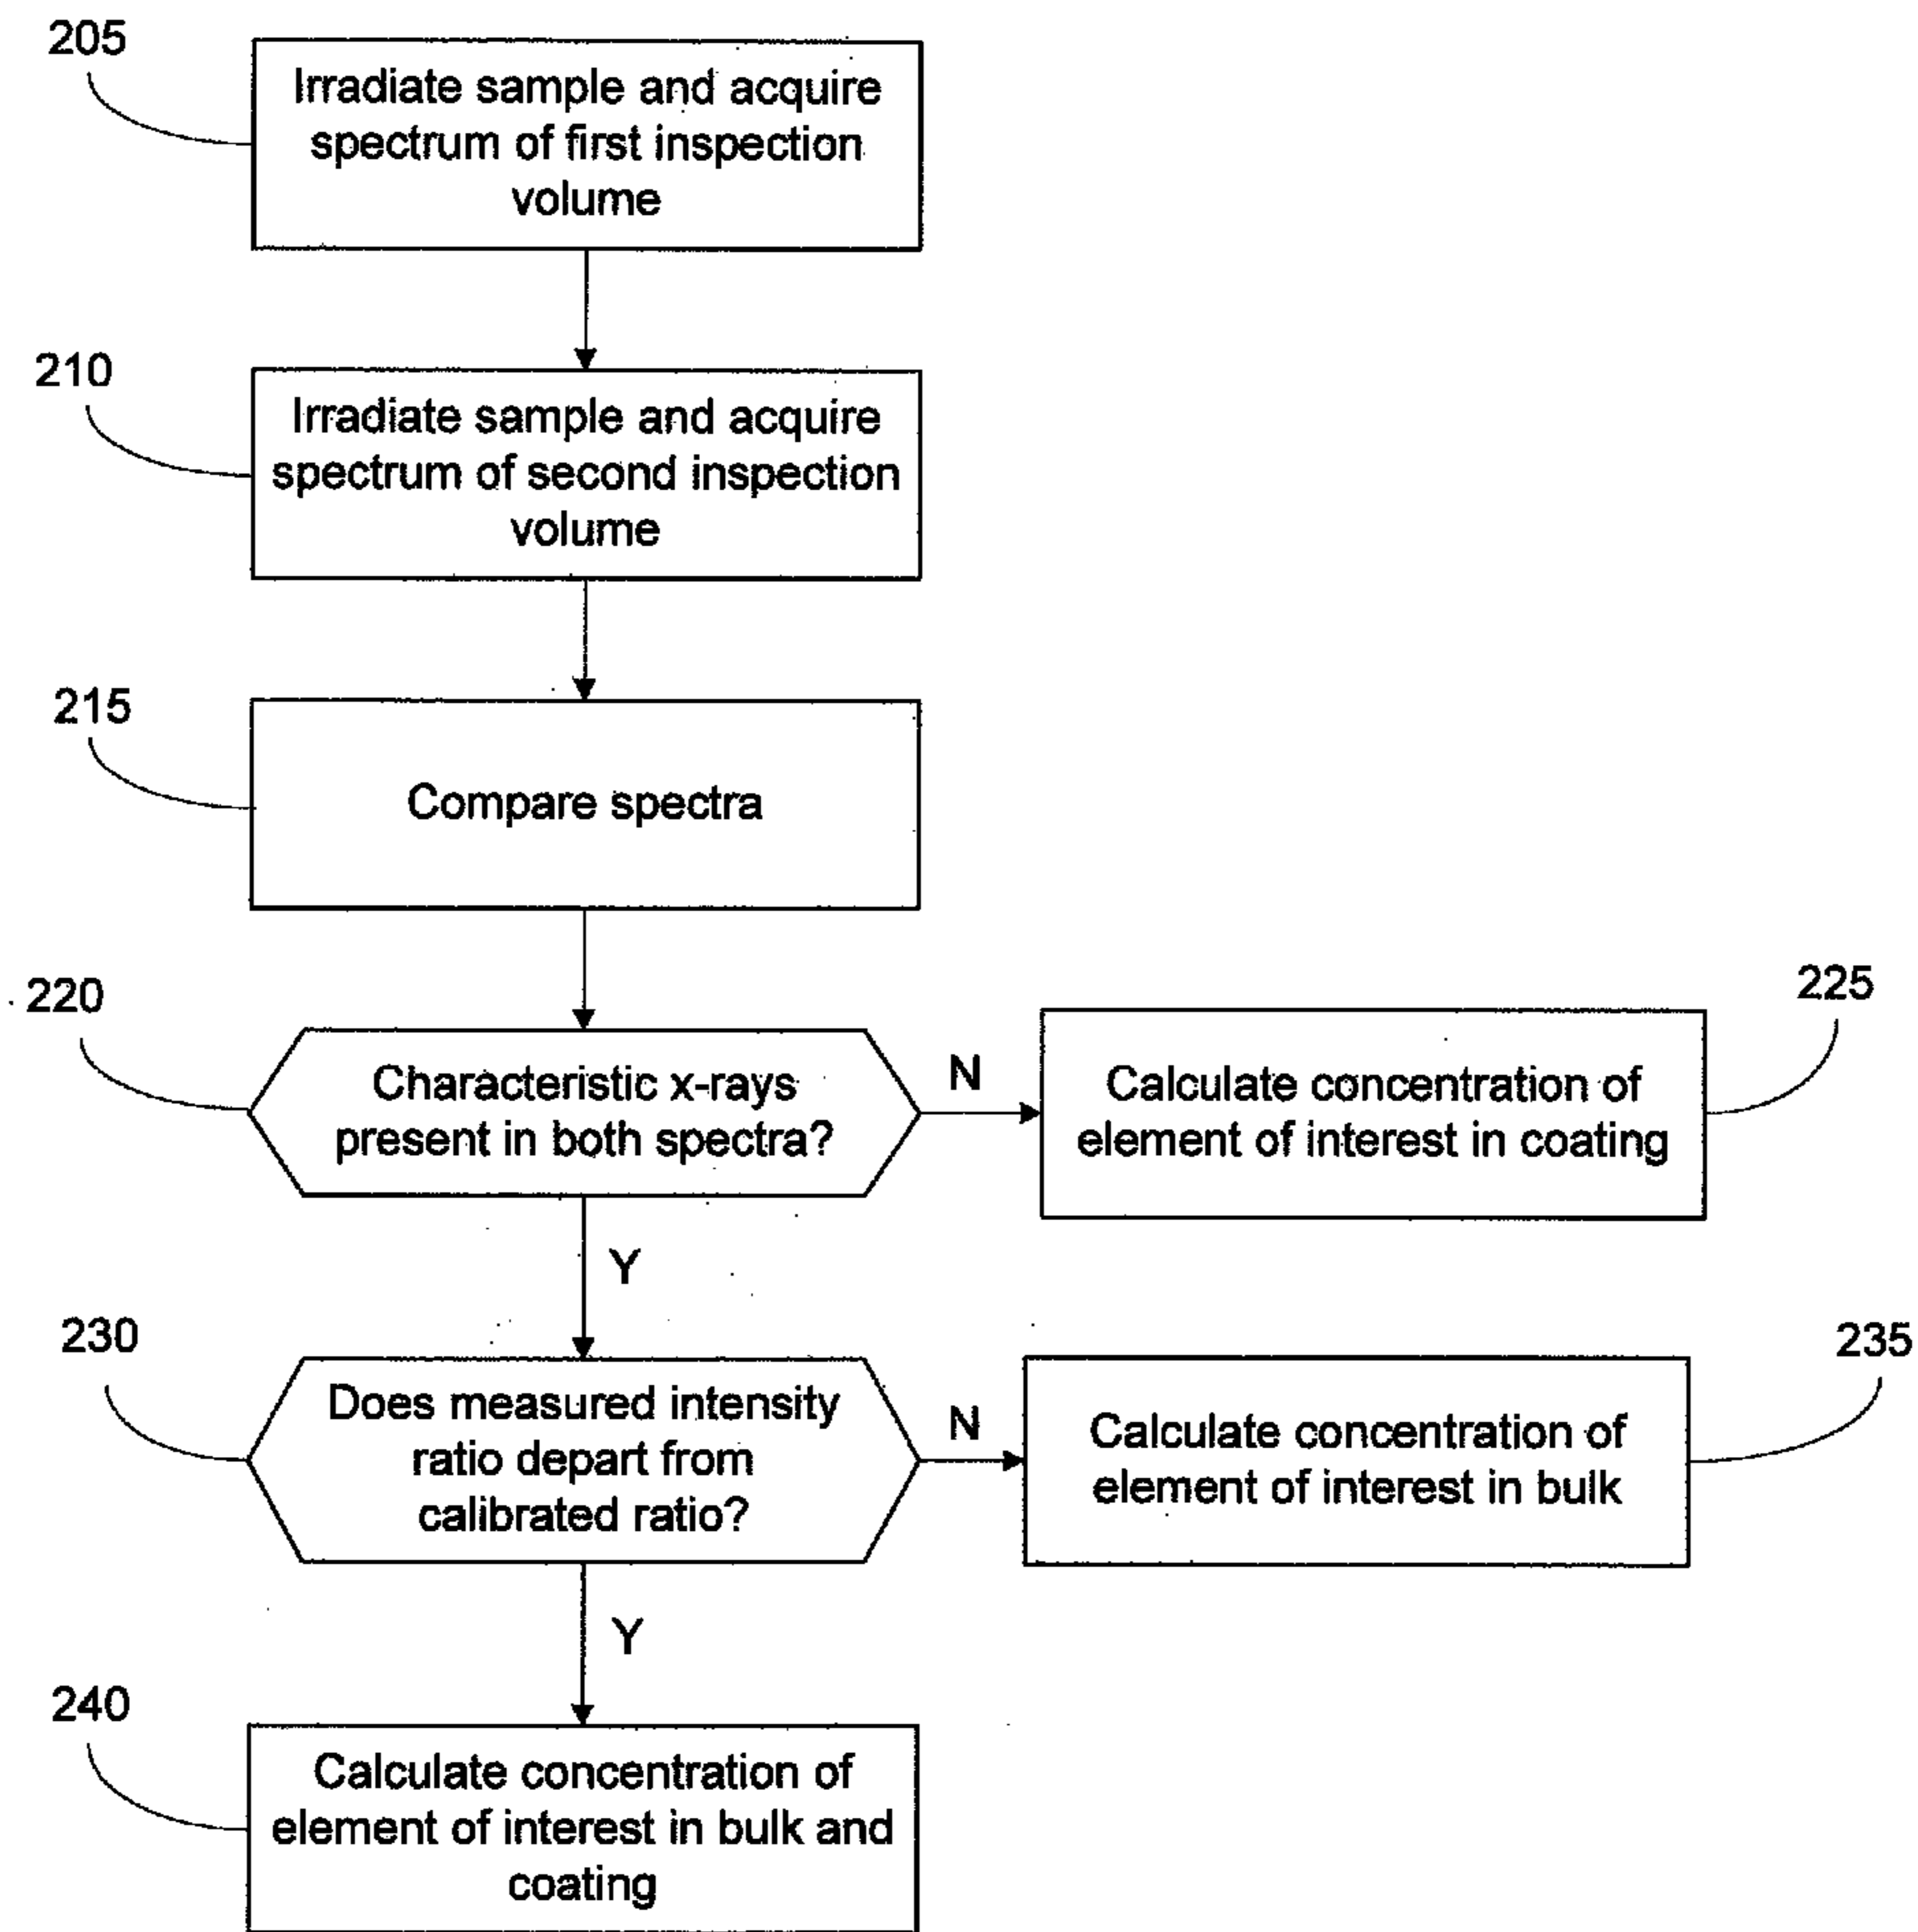 205
Irradiate sample and acquire
spectrum of first inspection
volume
210
Irradiate sample and acquire
spectrum of second inspection
volume
215
Compare spectra
220
Characteristic x-rays
present in both spectra?
N
Calculate concentration of
element of interest in coating
225
Y
230
Does measured intensity
ratio depart from
calibrated ratio?
N
Calculate concentration of
element of interest in bulk
235
Y
240
Calculate concentration of
element of interest in bulk and
coating